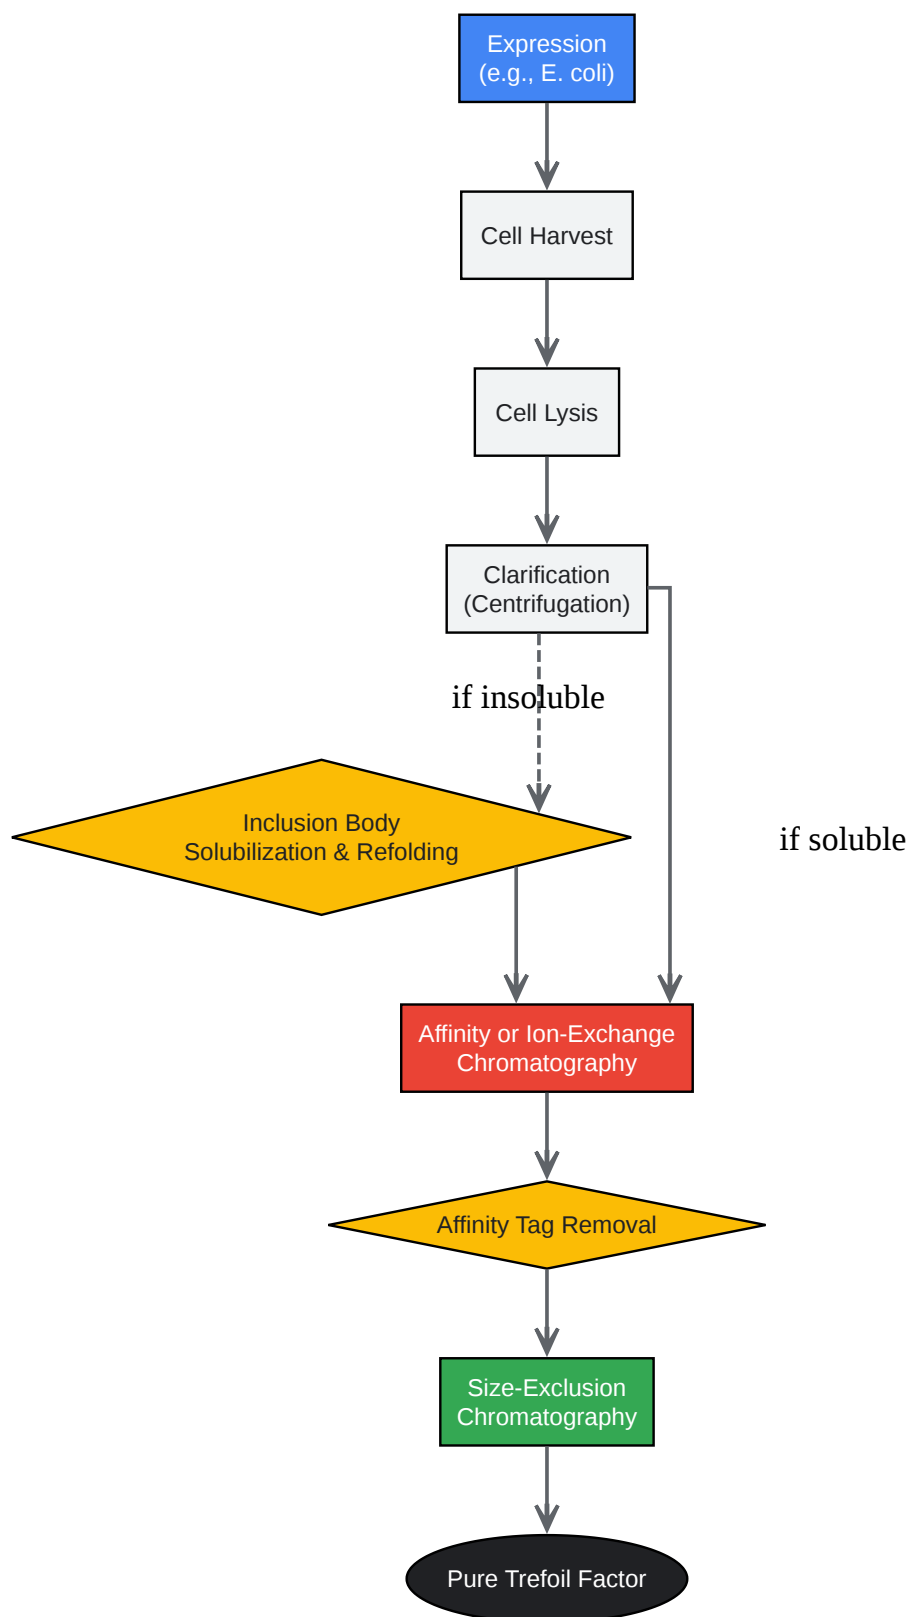 Expression
(e.g., E. coli)
Cell Harvest
Cell Lysis
Clarification
(Centrifugation)
if insoluble
Inclusion Body
Solubilization & Refolding
if soluble
Affinity or Ion-Exchange
Chromatography
Affinity Tag Removal
Size-Exclusion
Chromatography
Pure Trefoil Factor